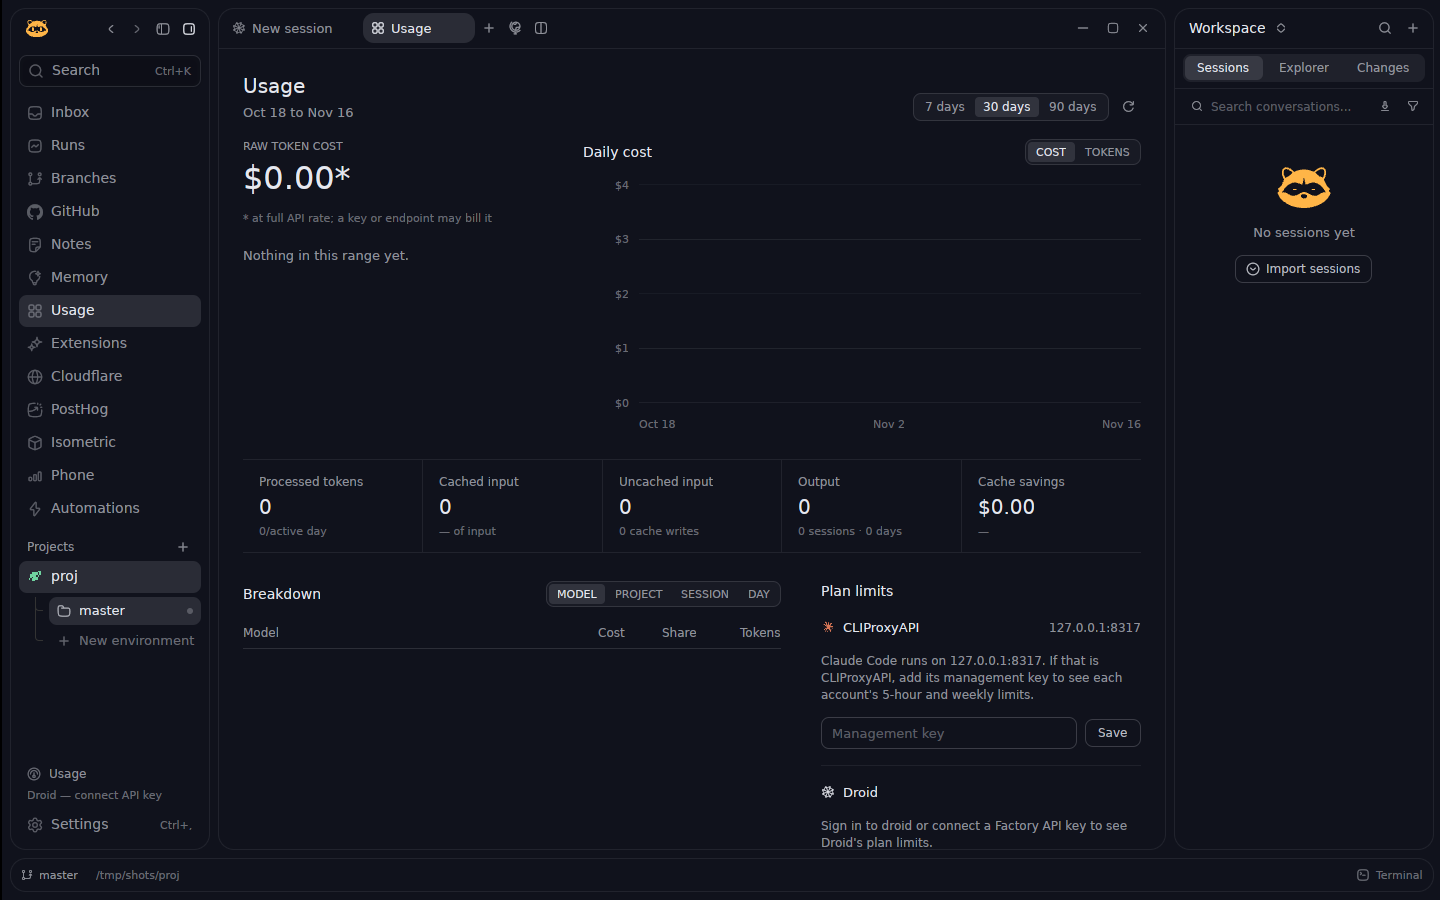 Search
Ctrl+K
Inbox
Runs
Branches
GitHub
Notes
Memory
Usage
Extensions
Cloudflare
PostHog
Isometric
Phone
Automations
Projects
proj
master
New environment
Usage
Droid — connect API key
Settings
Ctrl+,
New session
Usage
Usage
Oct 18 to Nov 16
7 days
30 days
90 days
RAW TOKEN COST
$0.00*
* at full API rate; a key or endpoint may bill it
Nothing in this range yet.
Daily cost
COST
TOKENS
$4
$3
$2
$1
$0
Oct 18
Nov 2
Nov 16
Processed tokens
0
0/active day
Cached input
0
— of input
Uncached input
0
0 cache writes
Output
0
0 sessions · 0 days
Cache savings
$0.00
—
Breakdown
MODEL
PROJECT
SESSION
DAY
Model
Cost
Share
Tokens
Plan limits
CLIProxyAPI
127.0.0.1:8317
Claude Code runs on 127.0.0.1:8317. If that is
CLIProxyAPI, add its management key to see each
account's 5-hour and weekly limits.
Management key
Save
Droid
Sign in to droid or connect a Factory API key to see
Droid's plan limits.
Workspace
Sessions
Explorer
Changes
Search conversations...
No sessions yet
Import sessions
master
/tmp/shots/proj
Terminal